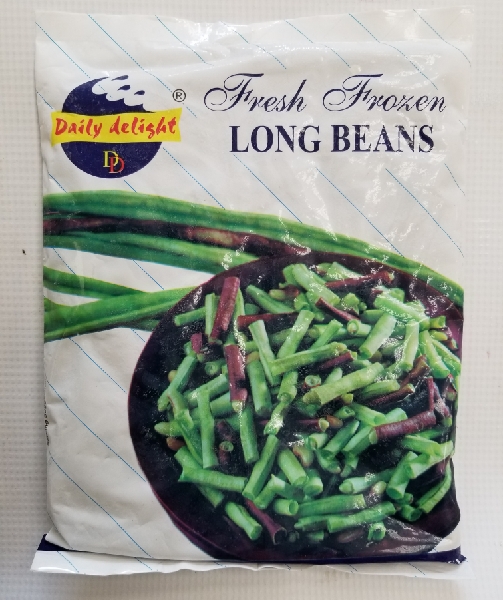 Daily delight ®
DD
Fresh Frozen
LONG BEANS